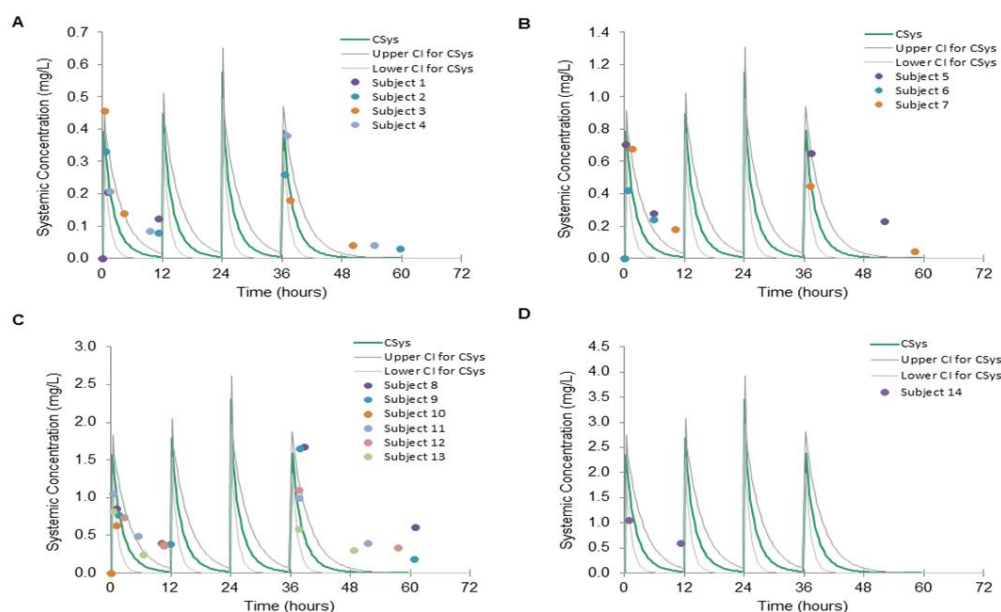 A
Systemic Concentration (mg/L)
0.7
0.6
0.5
0.4
0.3
0.2
0.1
0.0
0
12
24
36
48
60
72
Time (hours)
CSys
Upper CI for CSys
Lower CI for CSys
Subject 1
Subject 2
Subject 3
Subject 4
B
Systemic Concentration (mg/L)
1.4
1.2
1.0
0.8
0.6
0.4
0.2
0.0
0
12
24
36
48
60
72
Time (hours)
CSys
Upper CI for CSys
Lower CI for CSys
Subject 5
Subject 6
Subject 7
C
Systemic Concentration (mg/L)
3.0
2.5
2.0
1.5
1.0
0.5
0.0
0
12
24
36
48
60
72
Time (hours)
CSys
Upper CI for CSys
Lower CI for CSys
Subject 8
Subject 9
Subject 10
Subject 11
Subject 12
Subject 13
D
Systemic Concentration (mg/L)
4.5
4.0
3.5
3.0
2.5
2.0
1.5
1.0
0.5
0.0
0
12
24
36
48
60
72
Time (hours)
CSys
Upper CI for CSys
Lower CI for CSys
Subject 14